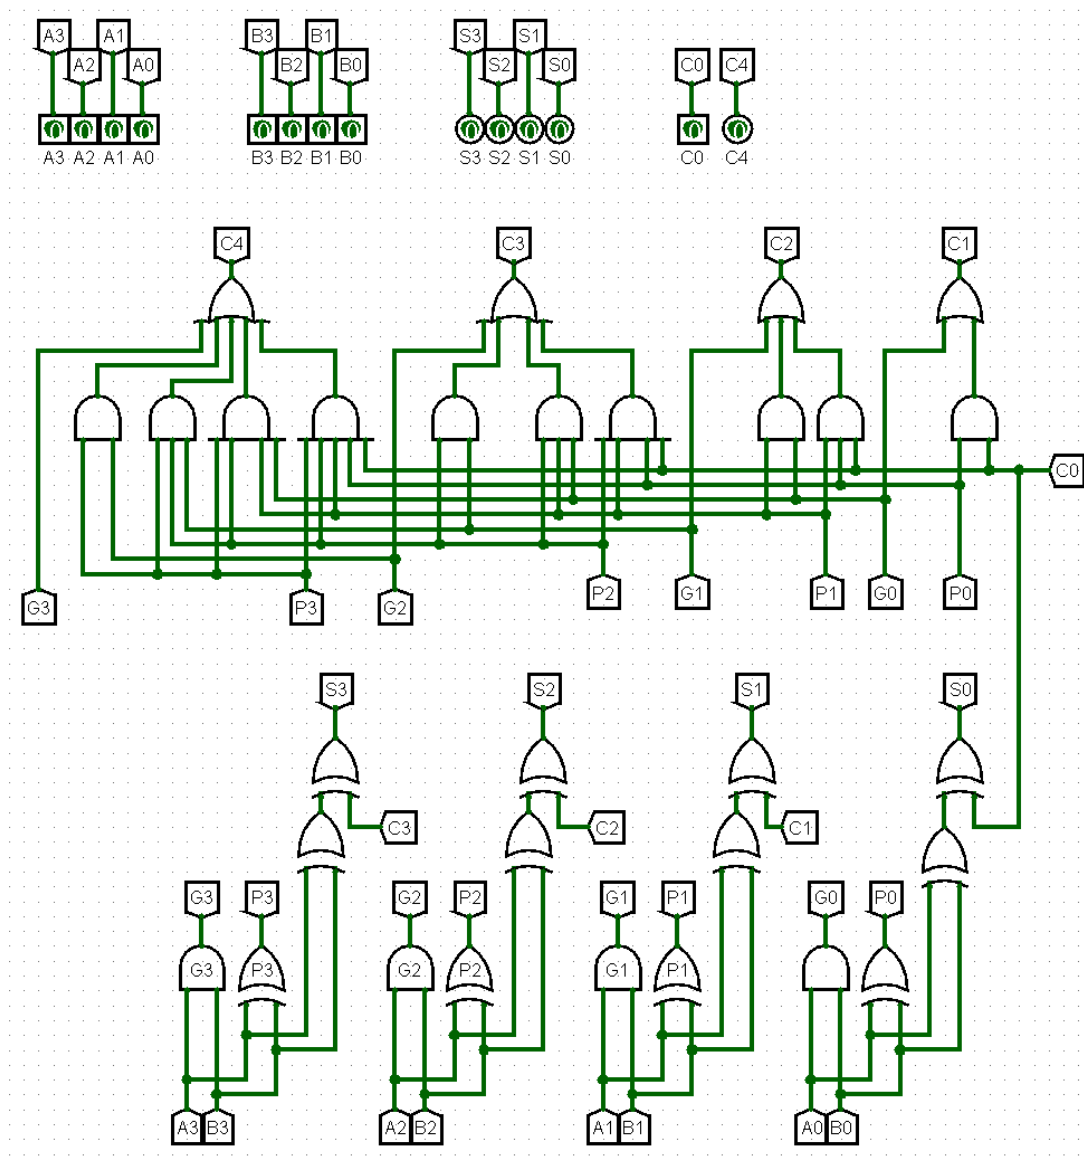 A3 A1 B3 B1 S3 S1
A2 A0 B2 B0 S2 S0 C0 C4
A3 A2 A1 A0 B3 B2 B1 B0 S3 S2 S1 S0 C0 C4
C4 C3 C2 C1
C0
G3 P3 G2 P2 G1 P1 G0 P0
S3 S2 S1 S0
C3 C2 C1
G3 P3 G2 P2 G1 P1 G0 P0
G3 P3 G2 P2 G1 P1
A3 B3 A2 B2 A1 B1 A0 B0